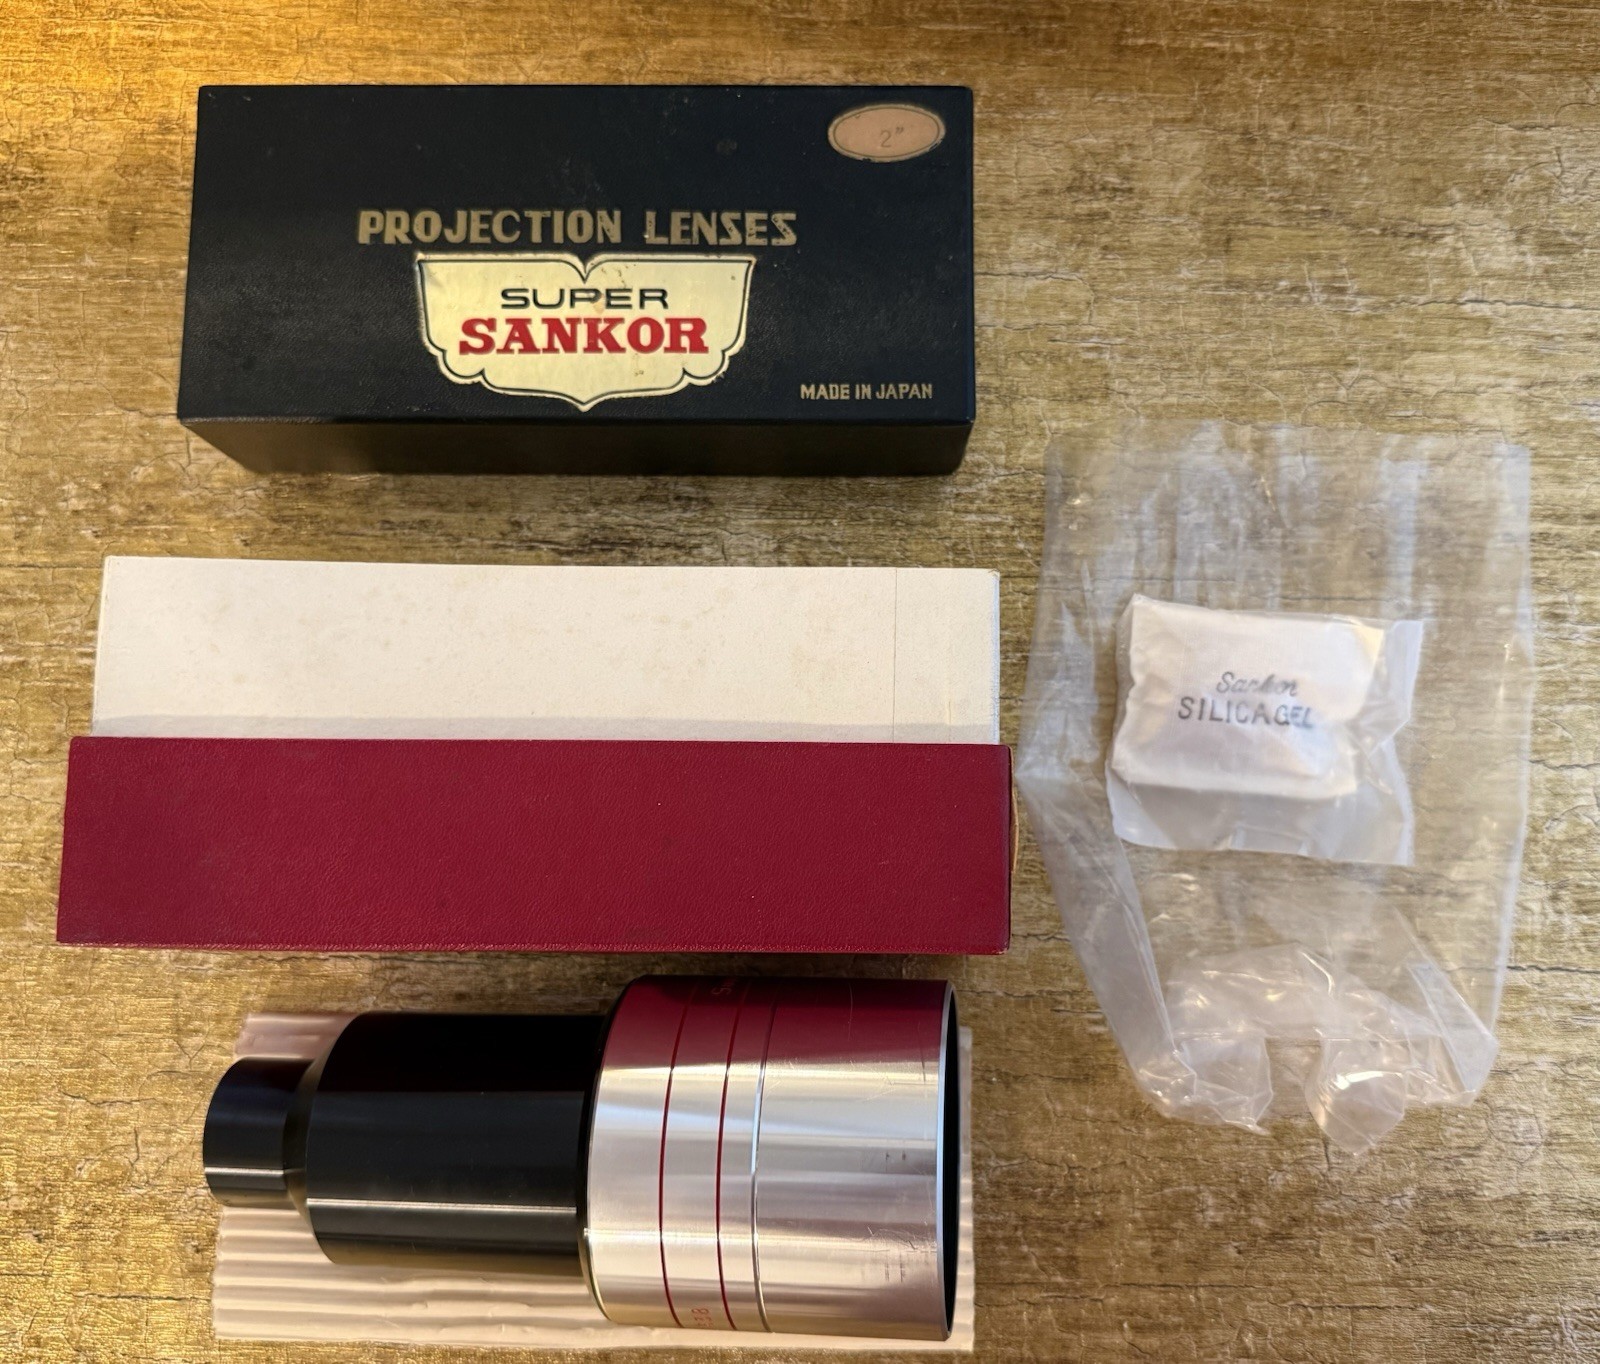 2"
PROJECTION LENSES
SUPER
SANKOR
MADE IN JAPAN
Sankor
SILICAGEL